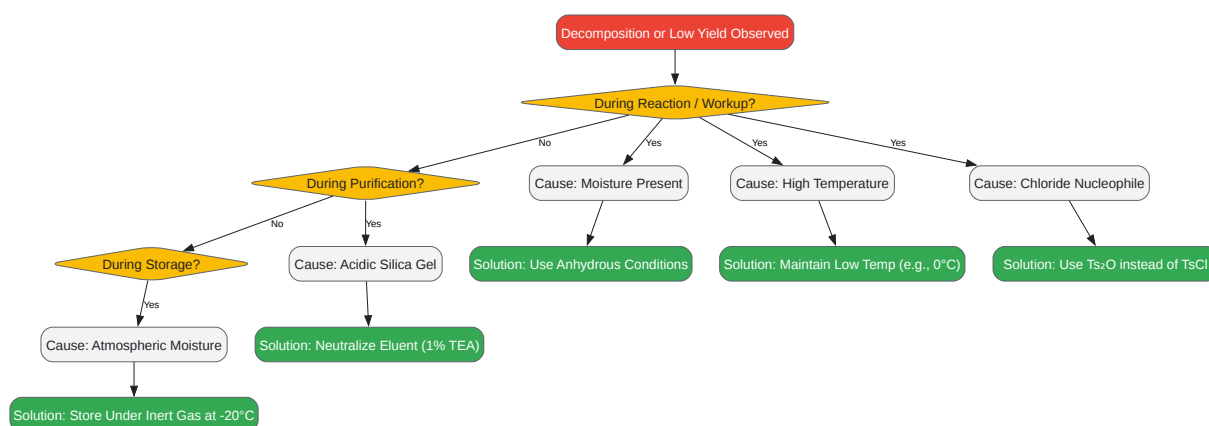 Decomposition or Low Yield Observed
During Reaction / Workup?
No
Yes
Yes
Yes
During Purification?
Cause: Moisture Present
Cause: High Temperature
Cause: Chloride Nucleophile
No
Yes
During Storage?
Cause: Acidic Silica Gel
Solution: Use Anhydrous Conditions
Solution: Maintain Low Temp (e.g., 0°C)
Solution: Use Ts₂O instead of TsCl
Yes
Cause: Atmospheric Moisture
Solution: Neutralize Eluent (1% TEA)
Solution: Store Under Inert Gas at -20°C